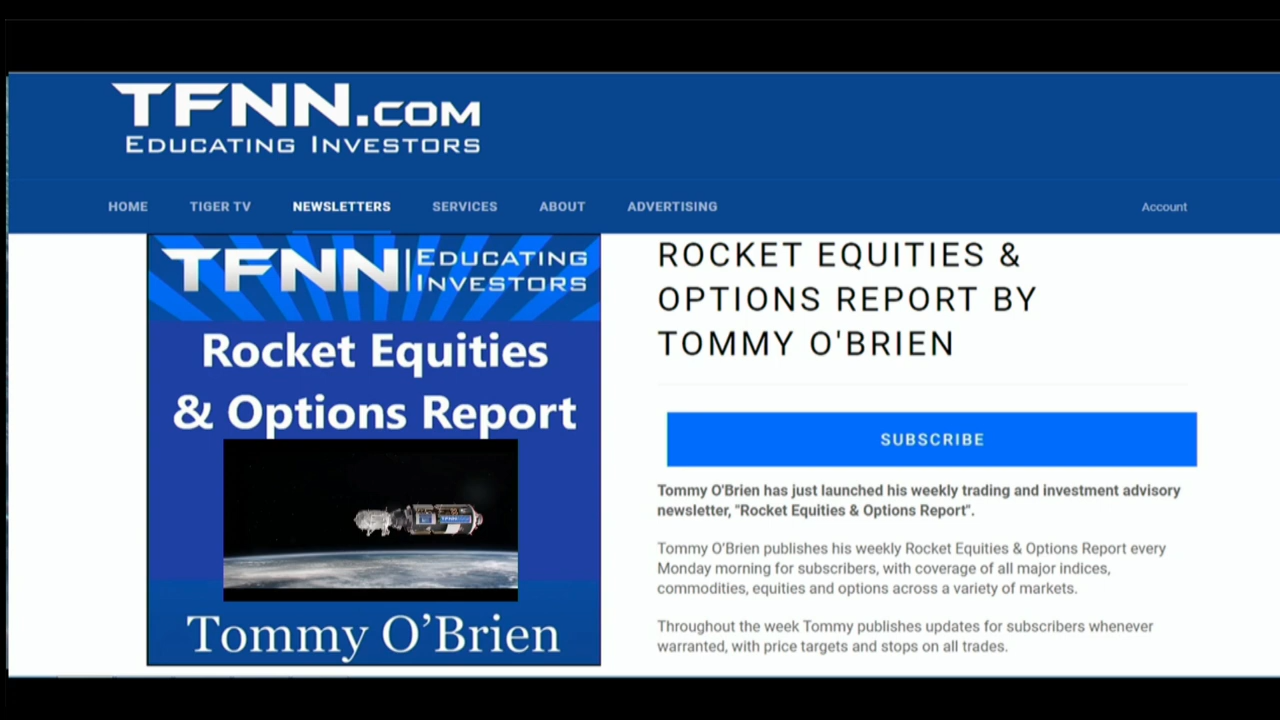 TFNN.COM
EDUCATING INVESTORS
HOME TIGER TV NEWSLETTERS SERVICES ABOUT ADVERTISING Account
TFNN EDUCATING
INVESTORS
Rocket Equities
& Options Report
TFNN
Tommy O’Brien
ROCKET EQUITIES &
OPTIONS REPORT BY
TOMMY O'BRIEN
SUBSCRIBE
Tommy O'Brien has just launched his weekly trading and investment advisory
newsletter, "Rocket Equities & Options Report".
Tommy O’Brien publishes his weekly Rocket Equities & Options Report every
Monday morning for subscribers, with coverage of all major indices,
commodities, equities and options across a variety of markets.
Throughout the week Tommy publishes updates for subscribers whenever
warranted, with price targets and stops on all trades.